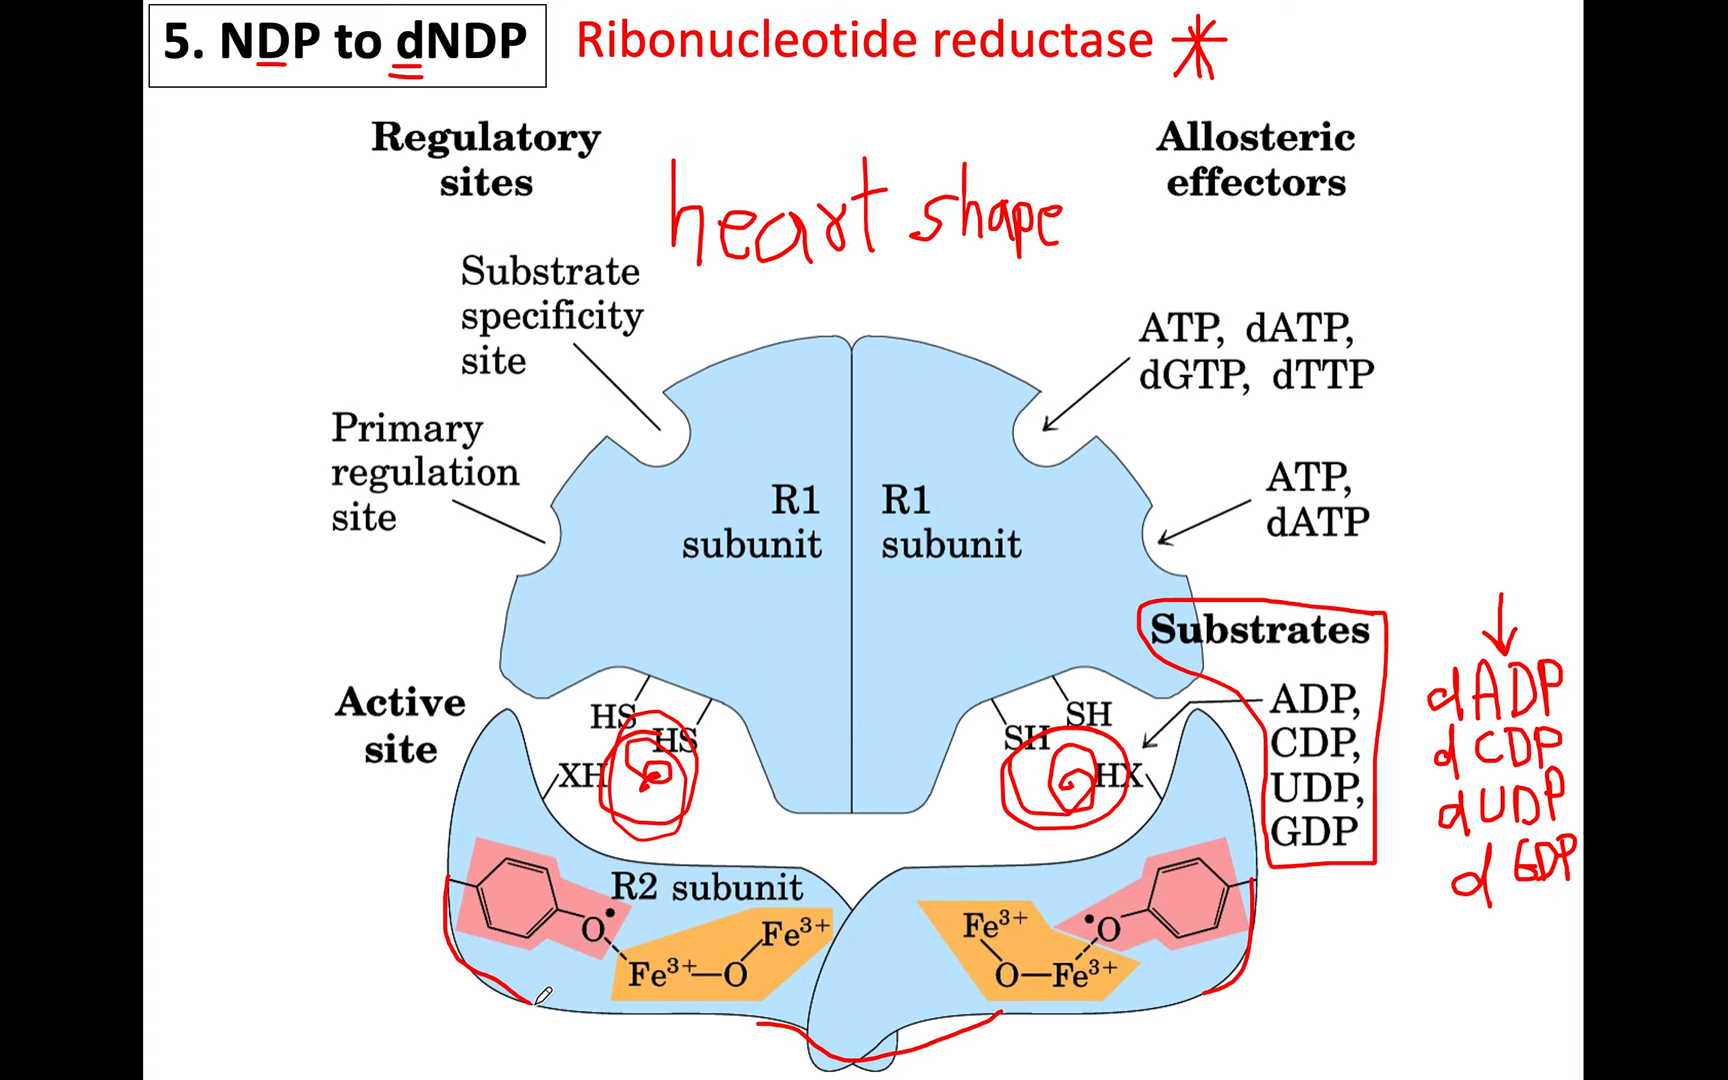 5. NDP to dNDP Ribonucleotide reductase *
Regulatory
sites
Allosteric
effectors
heart shape
Substrate
specificity
site
ATP, dATP,
dGTP, dTTP
Primary
regulation
site
ATP,
dATP
R1
subunit
R1
subunit
Substrates
ADP,
CDP,
UDP,
GDP
dADP
dCDP
dUDP
dGDP
Active
site
HS
HS
XH
SH
SH
HX
R2 subunit
O•
Fe³⁺—O
Fe³⁺
Fe³⁺
•O
O—Fe³⁺